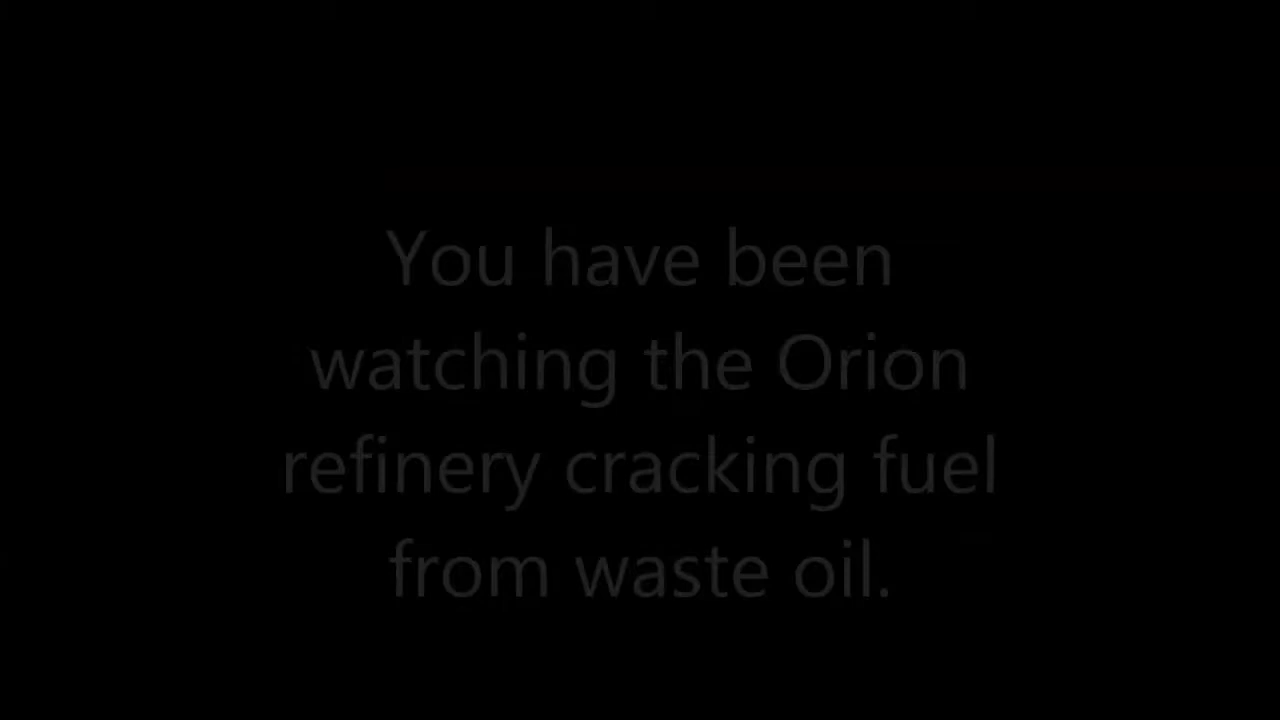 You have been
watching the Orion
refinery cracking fuel
from waste oil.